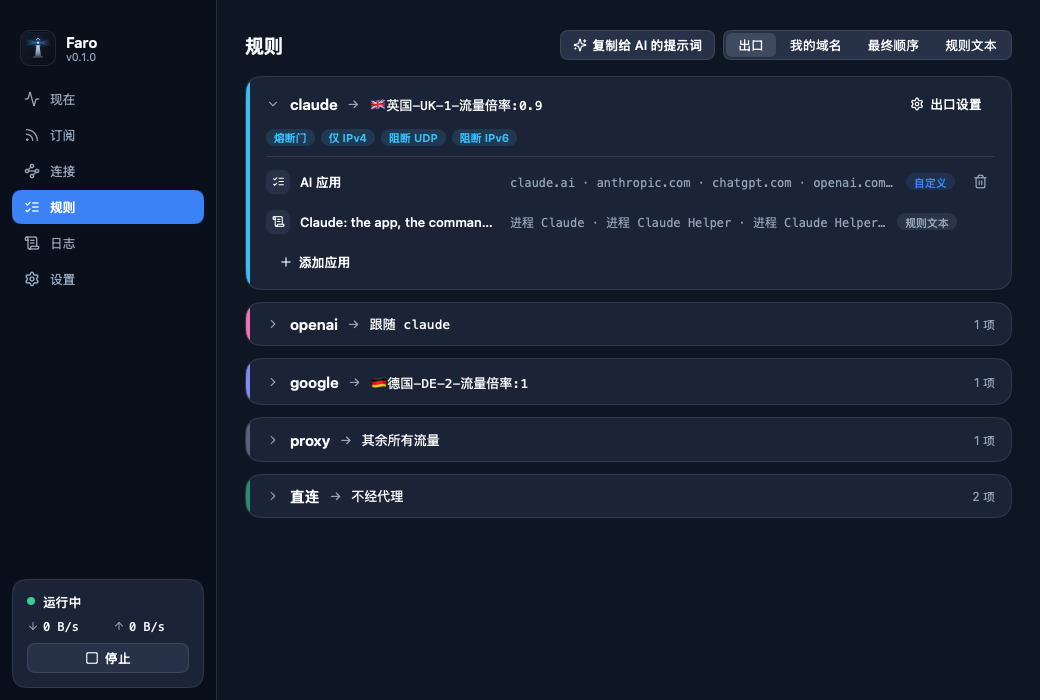 Faro
v0.1.0
现在
订阅
连接
规则
日志
设置
运行中
↓ 0 B/s ↑ 0 B/s
停止
规则
复制给 AI 的提示词
出口 我的域名 最终顺序 规则文本
claude → 🇬🇧英国-UK-1-流量倍率:0.9
出口设置
熔断门 仅 IPv4 阻断 UDP 阻断 IPv6
AI 应用 claude.ai · anthropic.com · chatgpt.com · openai.com… 自定义
Claude: the app, the comman... 进程 Claude · 进程 Claude Helper · 进程 Claude Helper… 规则文本
+ 添加应用
openai → 跟随 claude 1 项
google → 🇩🇪德国-DE-2-流量倍率:1 1 项
proxy → 其余所有流量 1 项
直连 → 不经代理 2 项